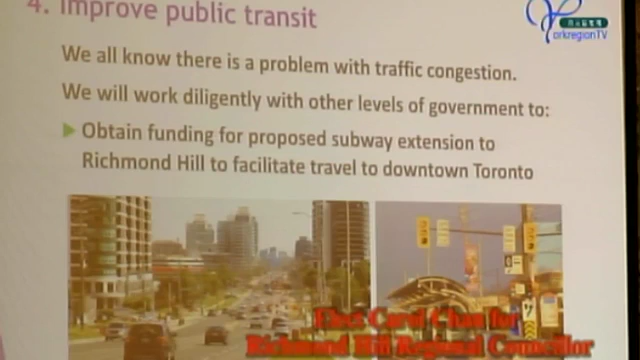 4. Improve public transit
YorkregionTV
We all know there is a problem with traffic congestion.
We will work diligently with other levels of government to:
Obtain funding for proposed subway extension to
Richmond Hill to facilitate travel to downtown Toronto
Elect Carol Chan for
Richmond Hill Regional Councillor